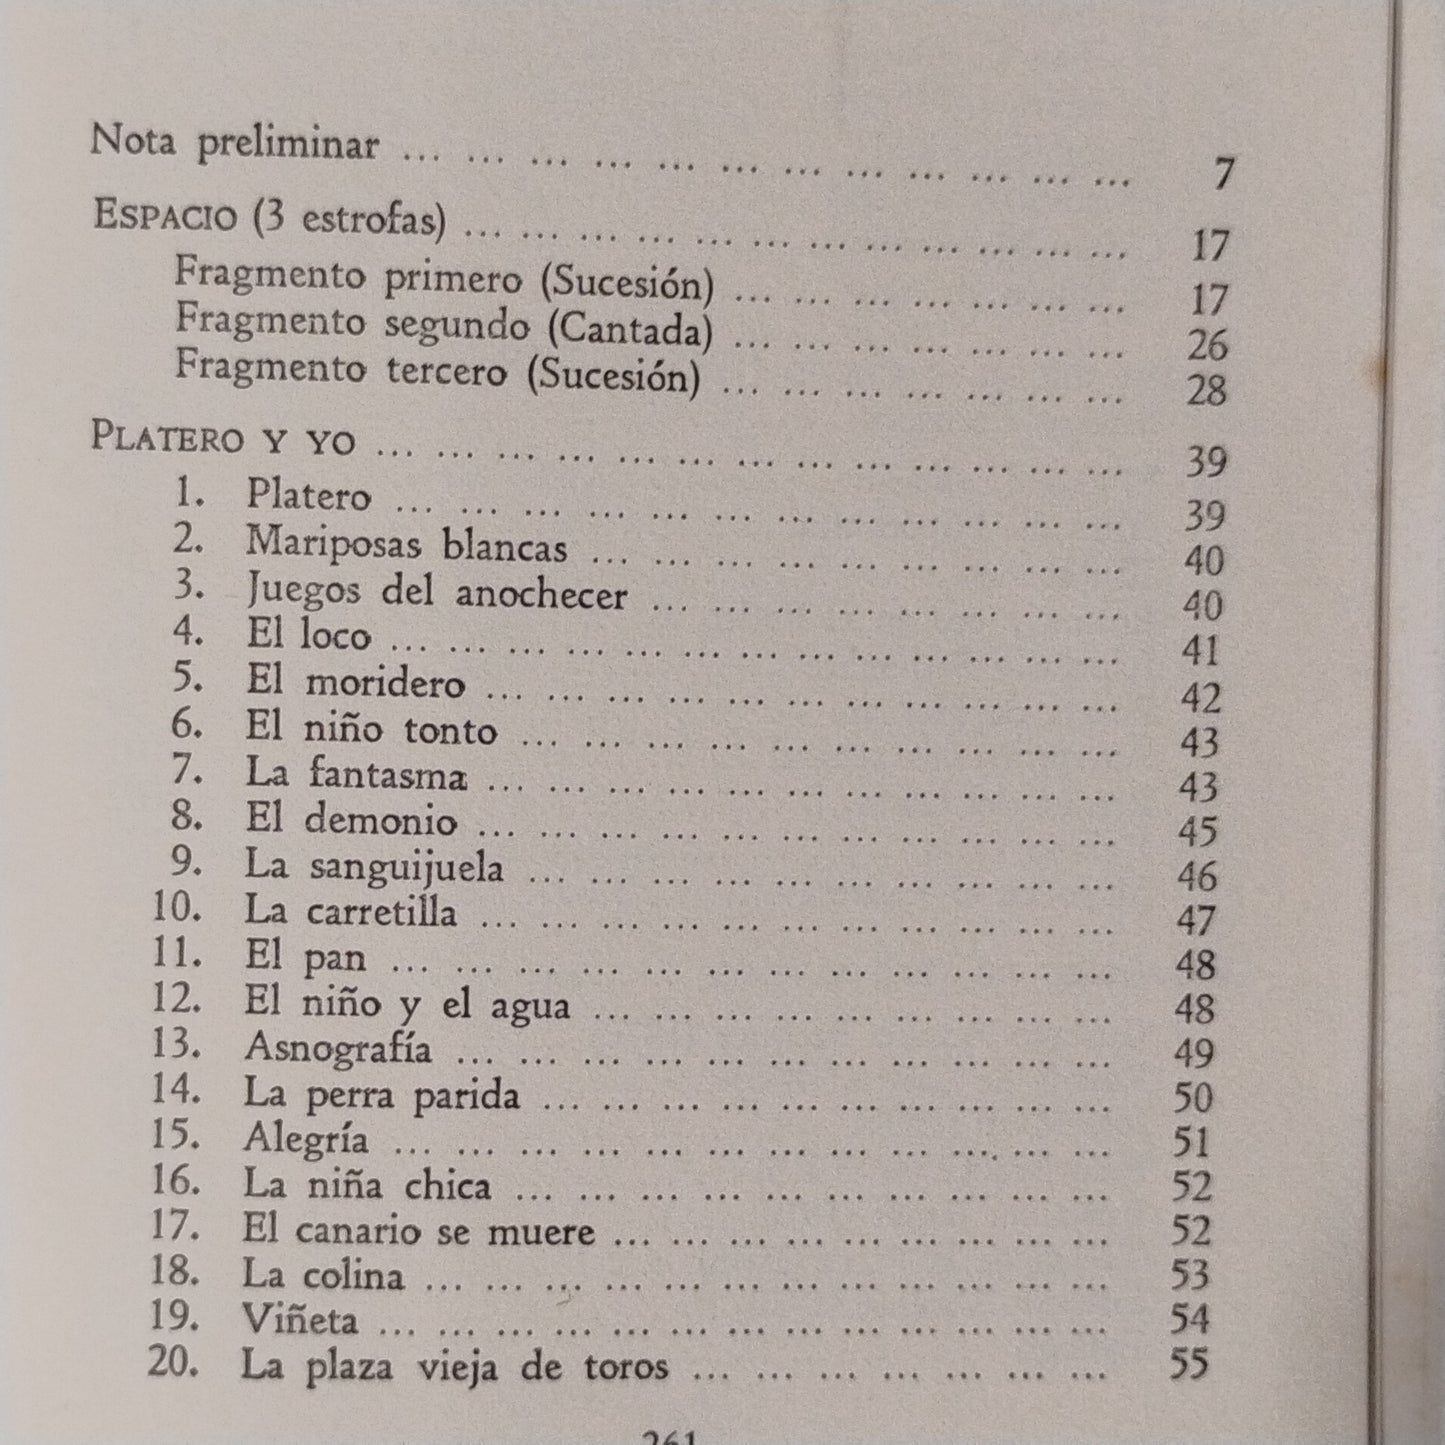 Nota preliminar ... ... ... ... ... ... ... ... ... ... ... ... 7
ESPACIO (3 estrofas) ... ... ... ... ... ... ... ... ... ... ... ... 17
Fragmento primero (Sucesión) ... ... ... ... ... ... ... 17
Fragmento segundo (Cantada) ... ... ... ... ... ... ... 26
Fragmento tercero (Sucesión) ... ... ... ... ... ... ... 28
PLATERO Y YO ... ... ... ... ... ... ... ... ... ... ... ... ... 39
1. Platero ... ... ... ... ... ... ... ... ... ... ... ... 39
2. Mariposas blancas ... ... ... ... ... ... ... ... ... 40
3. Juegos del anochecer ... ... ... ... ... ... ... ... 40
4. El loco ... ... ... ... ... ... ... ... ... ... ... ... ... 41
5. El moridero ... ... ... ... ... ... ... ... ... ... ... 42
6. El niño tonto ... ... ... ... ... ... ... ... ... ... 43
7. La fantasma ... ... ... ... ... ... ... ... ... ... ... 43
8. El demonio ... ... ... ... ... ... ... ... ... ... ... 45
9. La sanguijuela ... ... ... ... ... ... ... ... ... ... 46
10. La carretilla ... ... ... ... ... ... ... ... ... ... ... 47
11. El pan ... ... ... ... ... ... ... ... ... ... ... ... 48
12. El niño y el agua ... ... ... ... ... ... ... ... ... 48
13. Asnografía ... ... ... ... ... ... ... ... ... ... ... 49
14. La perra parida ... ... ... ... ... ... ... ... ... ... 50
15. Alegría ... ... ... ... ... ... ... ... ... ... ... ... 51
16. La niña chica ... ... ... ... ... ... ... ... ... ... 52
17. El canario se muere ... ... ... ... ... ... ... ... ... 52
18. La colina ... ... ... ... ... ... ... ... ... ... ... ... 53
19. Viñeta ... ... ... ... ... ... ... ... ... ... ... ... ... 54
20. La plaza vieja de toros ... ... ... ... ... ... ... 55
261